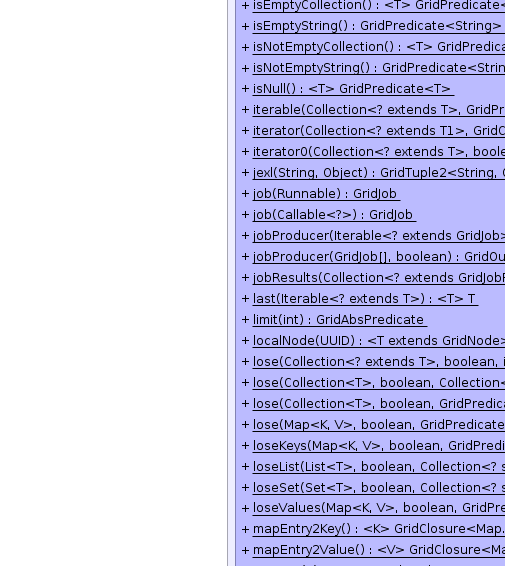 + isEmptyCollection() : <T> GridPredicate<
+ isEmptyString() : GridPredicate<String>
+ isNotEmptyCollection() : <T> GridPredica
+ isNotEmptyString() : GridPredicate<Strin
+ isNull() : <T> GridPredicate<T>
+ iterable(Collection<? extends T>, GridPr
+ iterator(Collection<? extends T1>, GridC
+ iterator0(Collection<? extends T>, boole
+ jexl(String, Object) : GridTuple2<String, G
+ job(Runnable) : GridJob
+ job(Callable<?>) : GridJob
+ jobProducer(Iterable<? extends GridJob>
+ jobProducer(GridJob[], boolean) : GridOu
+ jobResults(Collection<? extends GridJobR
+ last(Iterable<? extends T>) : <T> T
+ limit(int) : GridAbsPredicate
+ localNode(UUID) : <T extends GridNode>
+ lose(Collection<? extends T>, boolean, i
+ lose(Collection<T>, boolean, Collection<
+ lose(Collection<T>, boolean, GridPredica
+ lose(Map<K, V>, boolean, GridPredicate
+ loseKeys(Map<K, V>, boolean, GridPredi
+ loseList(List<T>, boolean, Collection<? s
+ loseSet(Set<T>, boolean, Collection<? s
+ loseValues(Map<K, V>, boolean, GridPre
+ mapEntry2Key() : <K> GridClosure<Map.
+ mapEntry2Value() : <V> GridClosure<Ma